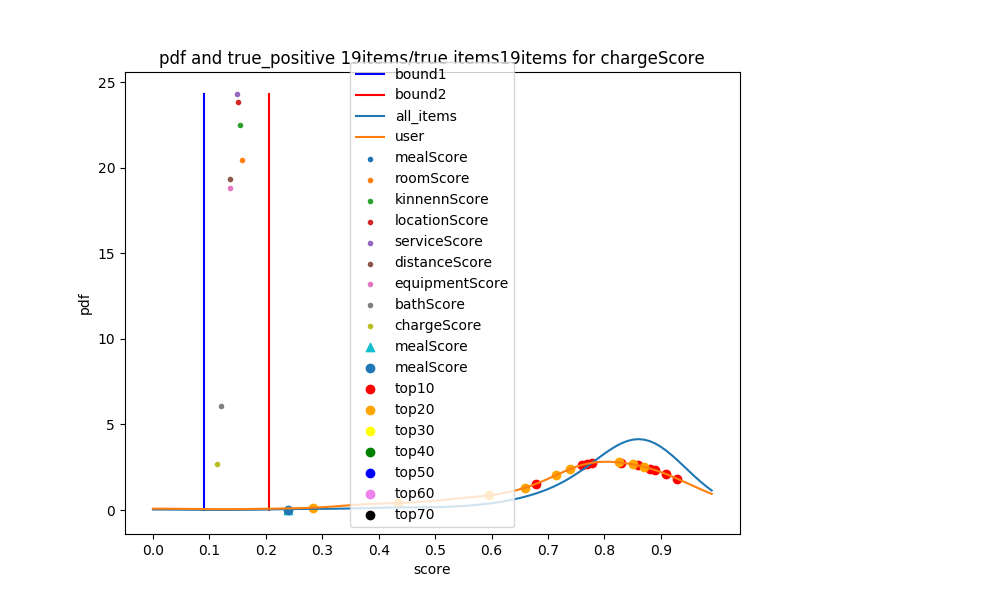 pdf and true_positive 19items/true items19items for chargeScore
bound1
bound2
all_items
user
mealScore
roomScore
kinnennScore
locationScore
serviceScore
distanceScore
equipmentScore
bathScore
chargeScore
mealScore
mealScore
top10
top20
top30
top40
top50
top60
top70
pdf
25
20
15
10
5
0
0.0 0.1 0.2 0.3 0.4 0.5 0.6 0.7 0.8 0.9
score